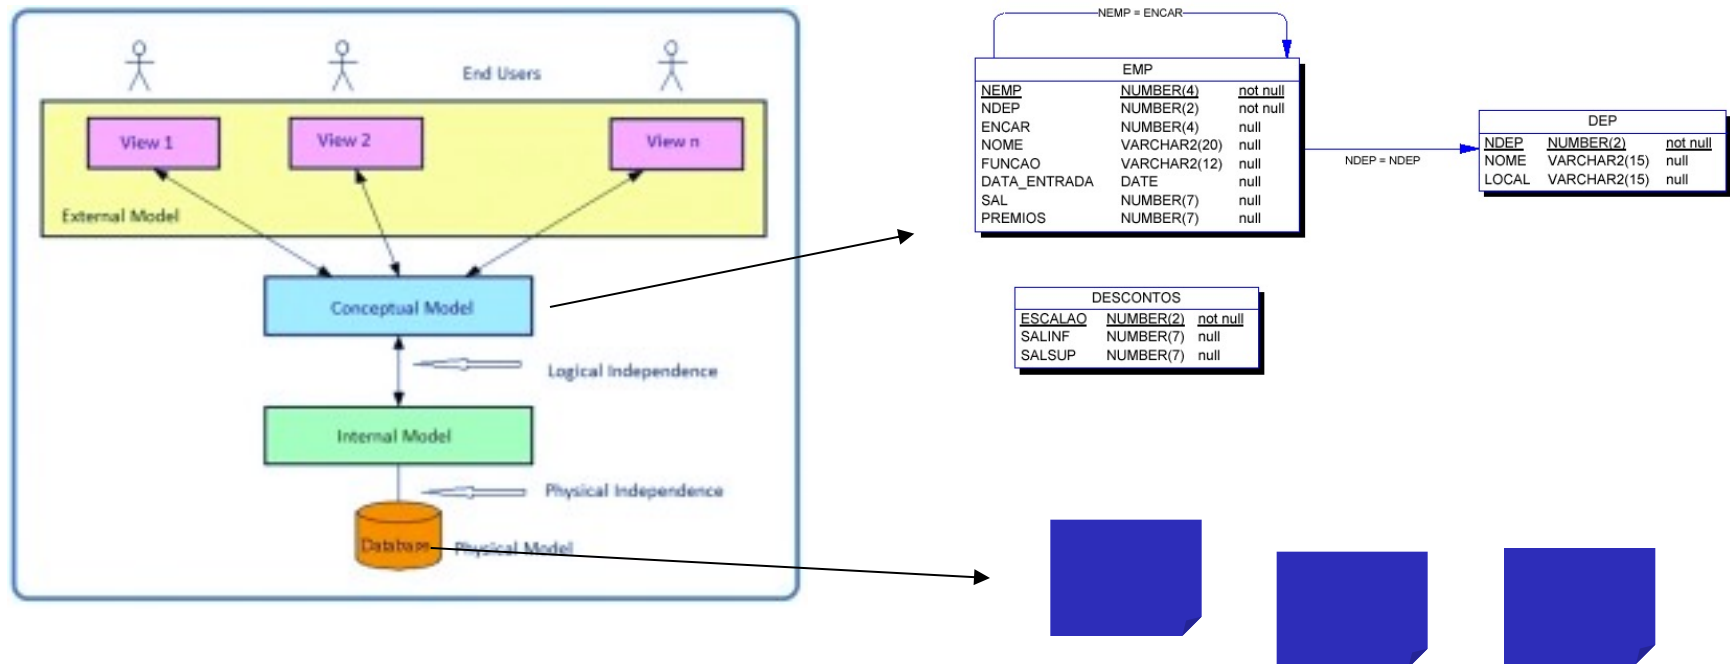 End Users
View 1
View 2
View n
External Model
Conceptual Model
Logical Independence
Internal Model
Physical Independence
Database
Physical Model
NEMP = ENCAR
EMP
NEMP NUMBER(4) not null
NDEP NUMBER(2) not null
ENCAR NUMBER(4) null
NOME VARCHAR2(20) null
FUNCAO VARCHAR2(12) null
DATA_ENTRADA DATE null
SAL NUMBER(7) null
PREMIOS NUMBER(7) null
NDEP = NDEP
DEP
NDEP NUMBER(2) not null
NOME VARCHAR2(15) null
LOCAL VARCHAR2(15) null
DESCONTOS
ESCALAO NUMBER(2) not null
SALINF NUMBER(7) null
SALSUP NUMBER(7) null